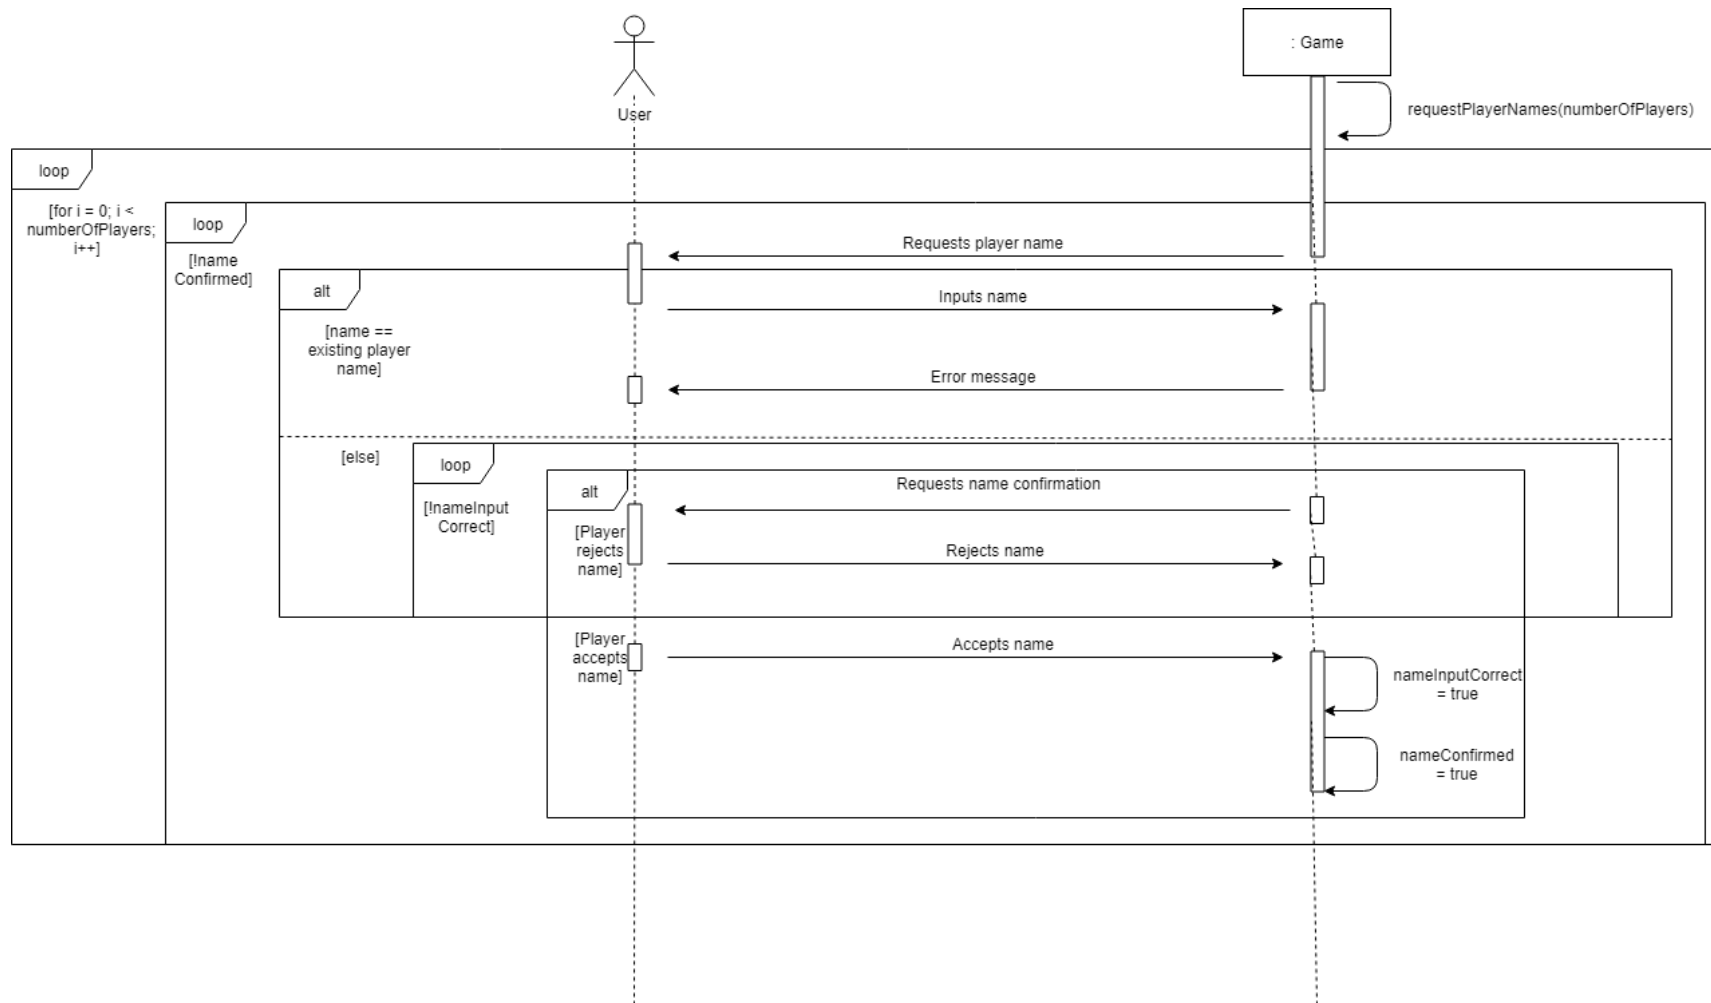 : Game
User
requestPlayerNames(numberOfPlayers)
loop
[for i = 0; i <
numberOfPlayers;
i++]
loop
[!name
Confirmed]
Requests player name
alt
[name ==
existing player
name]
Inputs name
Error message
[else]
loop
[!nameInput
Correct]
alt
[Player
rejects
name]
Requests name confirmation
Rejects name
[Player
accepts
name]
Accepts name
nameInputCorrect
= true
nameConfirmed
= true